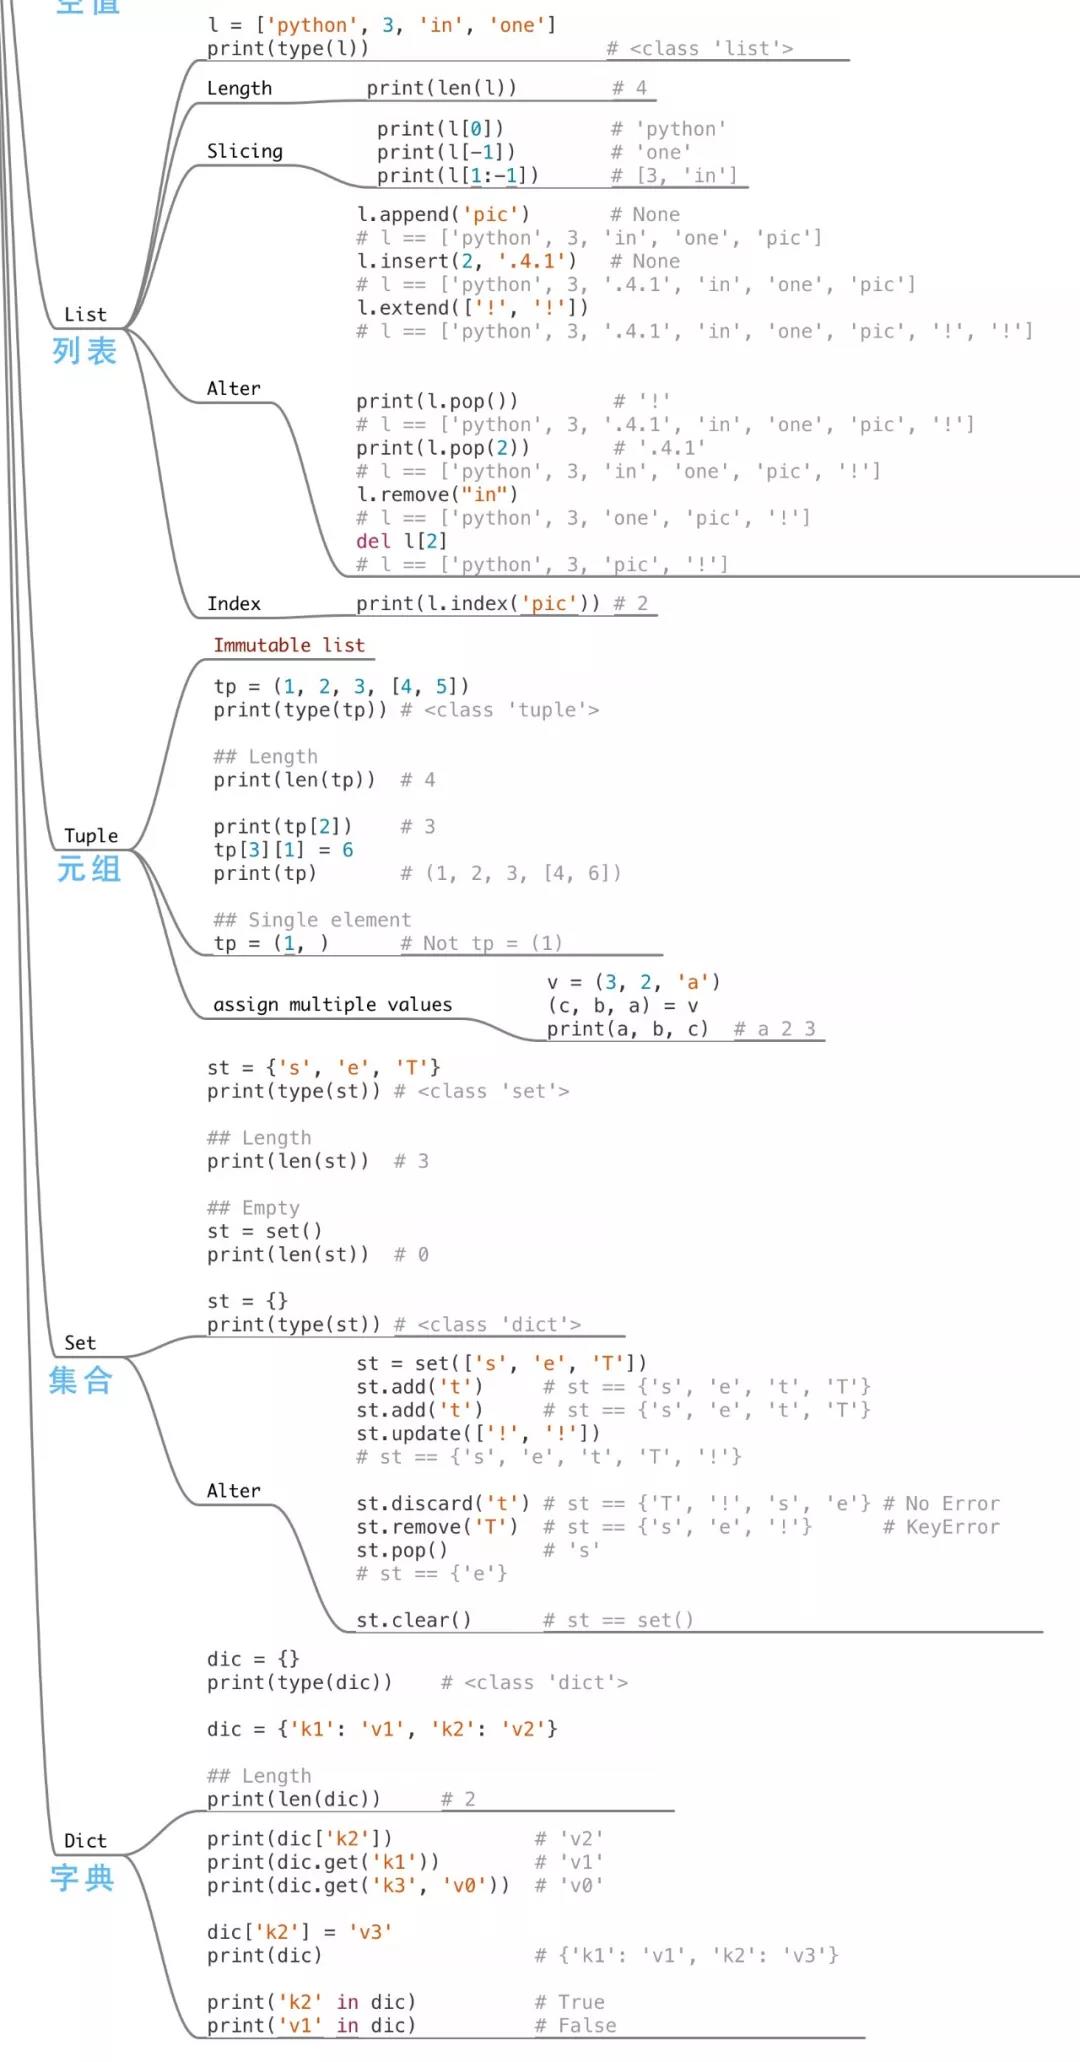 空值
l = ['python', 3, 'in', 'one']
print(type(l)) # <class 'list'>
Length print(len(l)) # 4
Slicing
print(l[0]) # 'python'
print(l[-1]) # 'one'
print(l[1:-1]) # [3, 'in']
List
列表
Alter
l.append('pic') # None
# l == ['python', 3, 'in', 'one', 'pic']
l.insert(2, '.4.1') # None
# l == ['python', 3, '.4.1', 'in', 'one', 'pic']
l.extend(['!', '!'])
# l == ['python', 3, '.4.1', 'in', 'one', 'pic', '!', '!']
print(l.pop()) # '!'
# l == ['python', 3, '.4.1', 'in', 'one', 'pic', '!']
print(l.pop(2)) # '.4.1'
# l == ['python', 3, 'in', 'one', 'pic', '!']
l.remove("in")
# l == ['python', 3, 'one', 'pic', '!']
del l[2]
# l == ['python', 3, 'pic', '!']
Index print(l.index('pic')) # 2
Immutable list
tp = (1, 2, 3, [4, 5])
print(type(tp)) # <class 'tuple'>
## Length
print(len(tp)) # 4
print(tp[2]) # 3
Tuple
元组
tp[3][1] = 6
print(tp) # (1, 2, 3, [4, 6])
## Single element
tp = (1, ) # Not tp = (1)
assign multiple values
v = (3, 2, 'a')
(c, b, a) = v
print(a, b, c) # a 2 3
st = {'s', 'e', 'T'}
print(type(st)) # <class 'set'>
## Length
print(len(st)) # 3
## Empty
st = set()
print(len(st)) # 0
st = {}
print(type(st)) # <class 'dict'>
Set
集合
Alter
st = set(['s', 'e', 'T'])
st.add('t') # st == {'s', 'e', 't', 'T'}
st.add('t') # st == {'s', 'e', 't', 'T'}
st.update(['!', '!'])
# st == {'s', 'e', 't', 'T', '!'}
st.discard('t') # st == {'T', '!', 's', 'e'} # No Error
st.remove('T') # st == {'s', 'e', '!'} # KeyError
st.pop() # 's'
# st == {'e'}
st.clear() # st == set()
dic = {}
print(type(dic)) # <class 'dict'>
dic = {'k1': 'v1', 'k2': 'v2'}
## Length
print(len(dic)) # 2
Dict
字典
print(dic['k2']) # 'v2'
print(dic.get('k1')) # 'v1'
print(dic.get('k3', 'v0')) # 'v0'
dic['k2'] = 'v3'
print(dic) # {'k1': 'v1', 'k2': 'v3'}
print('k2' in dic) # True
print('v1' in dic) # False